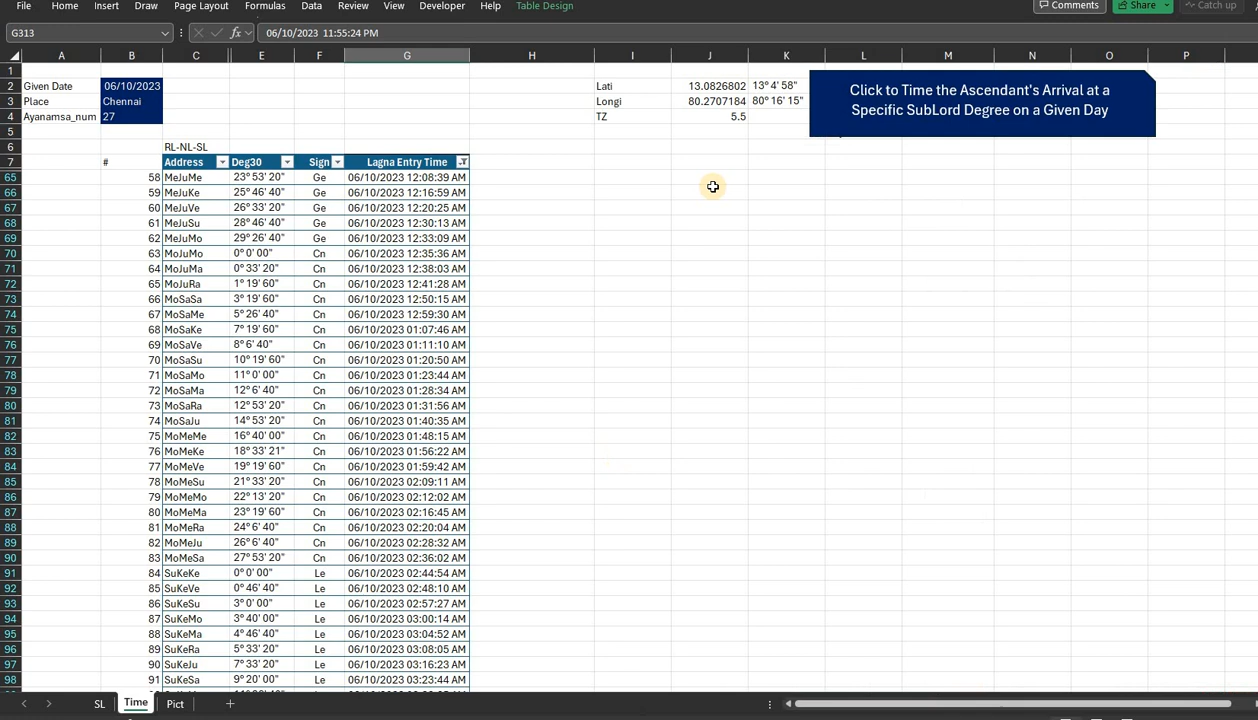 File Home Insert Draw Page Layout Formulas Data Review View Developer Help Table Design Comments Share Catch up
G313 fx 06/10/2023 11:55:24 PM
A B C E F G H I J K L M N O P
1
2 Given Date 06/10/2023 Lati 13.0826802 13° 4' 58"
3 Place Chennai Longi 80.2707184 80° 16' 15"
4 Ayanamsa_num 27 TZ 5.5
Click to Time the Ascendant's Arrival at a
Specific SubLord Degree on a Given Day
5
6 RL-NL-SL
7 # Address Deg30 Sign Lagna Entry Time
65 58 MeJuMe 23° 53' 20" Ge 06/10/2023 12:08:39 AM
66 59 MeJuKe 25° 46' 40" Ge 06/10/2023 12:16:59 AM
67 60 MeJuVe 26° 33' 20" Ge 06/10/2023 12:20:25 AM
68 61 MeJuSu 28° 46' 40" Ge 06/10/2023 12:30:13 AM
69 62 MeJuMo 29° 26' 40" Ge 06/10/2023 12:33:09 AM
70 63 MoJuMo 0° 0' 00" Cn 06/10/2023 12:35:36 AM
71 64 MoJuMa 0° 33' 20" Cn 06/10/2023 12:38:03 AM
72 65 MoJuRa 1° 19' 60" Cn 06/10/2023 12:41:28 AM
73 66 MoSaSa 3° 19' 60" Cn 06/10/2023 12:50:15 AM
74 67 MoSaMe 5° 26' 40" Cn 06/10/2023 12:59:30 AM
75 68 MoSaKe 7° 19' 60" Cn 06/10/2023 01:07:46 AM
76 69 MoSaVe 8° 6' 40" Cn 06/10/2023 01:11:10 AM
77 70 MoSaSu 10° 19' 60" Cn 06/10/2023 01:20:50 AM
78 71 MoSaMo 11° 0' 00" Cn 06/10/2023 01:23:44 AM
79 72 MoSaMa 12° 6' 40" Cn 06/10/2023 01:28:34 AM
80 73 MoSaRa 12° 53' 20" Cn 06/10/2023 01:31:56 AM
81 74 MoSaJu 14° 53' 20" Cn 06/10/2023 01:40:35 AM
82 75 MoMeMe 16° 40' 00" Cn 06/10/2023 01:48:15 AM
83 76 MoMeKe 18° 33' 21" Cn 06/10/2023 01:56:22 AM
84 77 MoMeVe 19° 19' 60" Cn 06/10/2023 01:59:42 AM
85 78 MoMeSu 21° 33' 20" Cn 06/10/2023 02:09:11 AM
86 79 MoMeMo 22° 13' 20" Cn 06/10/2023 02:12:02 AM
87 80 MoMeMa 23° 19' 60" Cn 06/10/2023 02:16:45 AM
88 81 MoMeRa 24° 6' 40" Cn 06/10/2023 02:20:04 AM
89 82 MoMeJu 26° 6' 40" Cn 06/10/2023 02:28:32 AM
90 83 MoMeSa 27° 53' 20" Cn 06/10/2023 02:36:02 AM
91 84 SuKeKe 0° 0' 00" Le 06/10/2023 02:44:54 AM
92 85 SuKeVe 0° 46' 40" Le 06/10/2023 02:48:10 AM
93 86 SuKeSu 3° 0' 00" Le 06/10/2023 02:57:27 AM
94 87 SuKeMo 3° 40' 00" Le 06/10/2023 03:00:14 AM
95 88 SuKeMa 4° 46' 40" Le 06/10/2023 03:04:52 AM
96 89 SuKeRa 5° 33' 20" Le 06/10/2023 03:08:05 AM
97 90 SuKeJu 7° 33' 20" Le 06/10/2023 03:16:23 AM
98 91 SuKeSa 9° 20' 00" Le 06/10/2023 03:23:44 AM
SL Time Pict